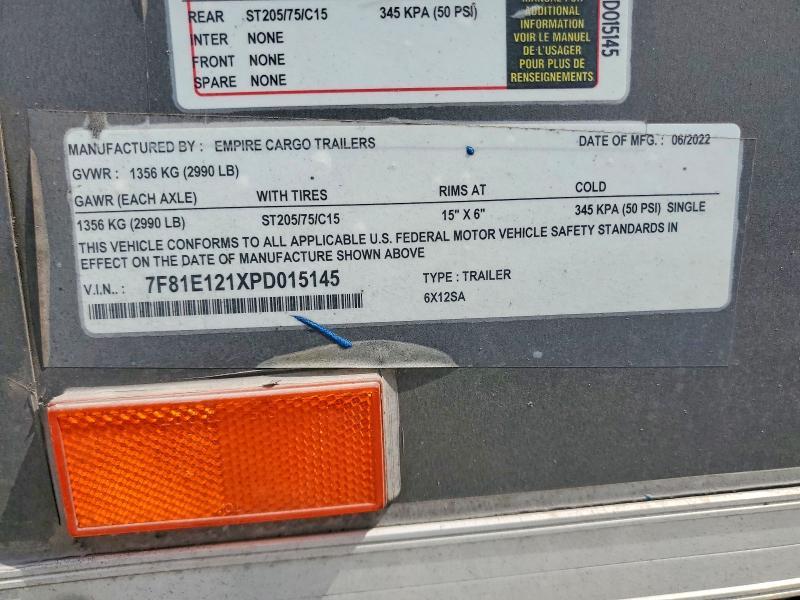 REAR ST205/75/C15 345 KPA (50 PSI)
INTER NONE
FRONT NONE
SPARE NONE
ADDITIONAL
INFORMATION
VOIR LE MANUEL
DE L'USAGER
POUR PLUS DE
RENSEIGNEMENTS
D015145
MANUFACTURED BY : EMPIRE CARGO TRAILERS DATE OF MFG. : 06/2022
GVWR : 1356 KG (2990 LB)
GAWR (EACH AXLE) WITH TIRES RIMS AT COLD
1356 KG (2990 LB) ST205/75/C15 15" X 6" 345 KPA (50 PSI) SINGLE
THIS VEHICLE CONFORMS TO ALL APPLICABLE U.S. FEDERAL MOTOR VEHICLE SAFETY STANDARDS IN
EFFECT ON THE DATE OF MANUFACTURE SHOWN ABOVE
V.I.N.. : 7F81E121XPD015145 TYPE : TRAILER
6X12SA